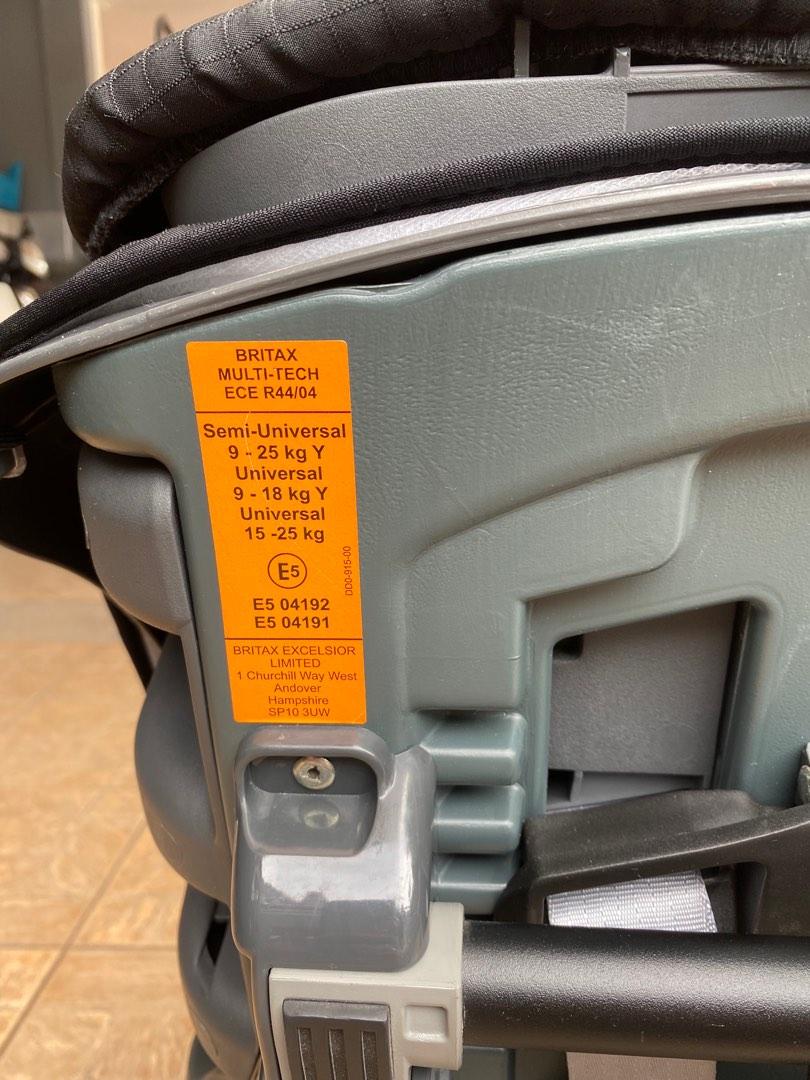 BRITAX
MULTI-TECH
ECE R44/04
Semi-Universal
9 - 25 kg Y
Universal
9 - 18 kg Y
Universal
15 -25 kg
E5
DD0-915-00
E5 04192
E5 04191
BRITAX EXCELSIOR
LIMITED
1 Churchill Way West
Andover
Hampshire
SP10 3UW